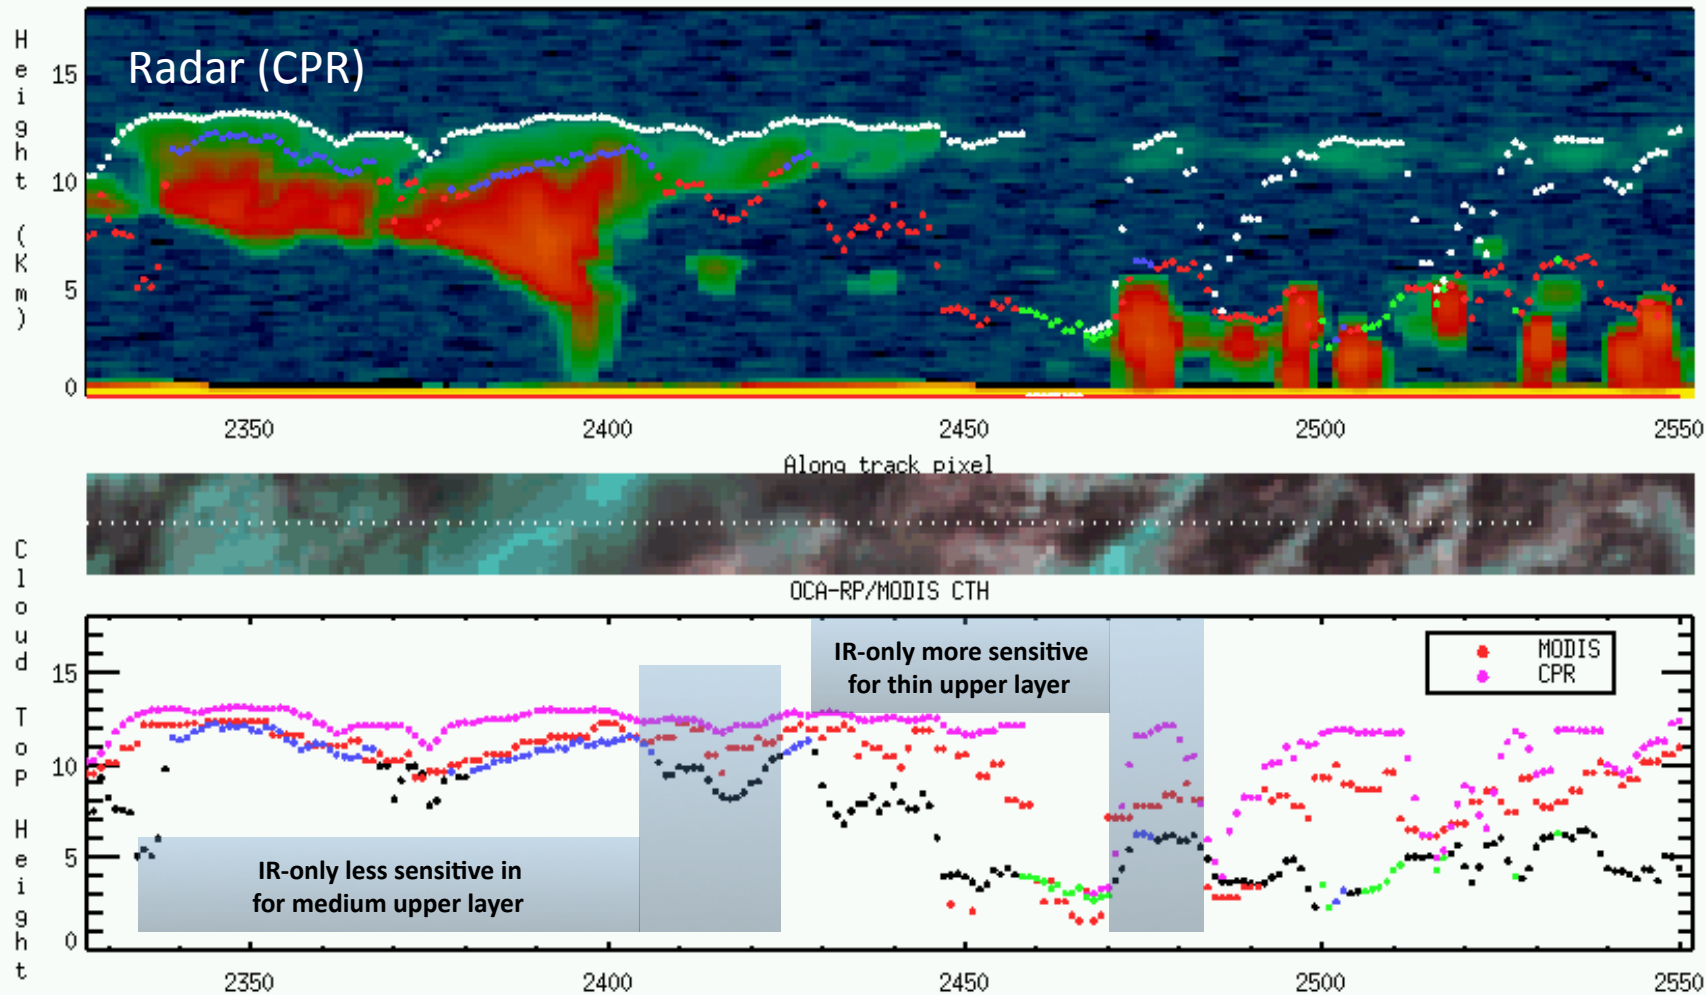 Radar (CPR)
Height (Km)
15
10
5
0
2350 2400 2450 2500 2550
Along track pixel
OCA-RP/MODIS CTH
Cloud Top Height
15
10
5
0
IR-only more sensitive
for thin upper layer
MODIS
CPR
IR-only less sensitive in
for medium upper layer
2350 2400 2450 2500 2550